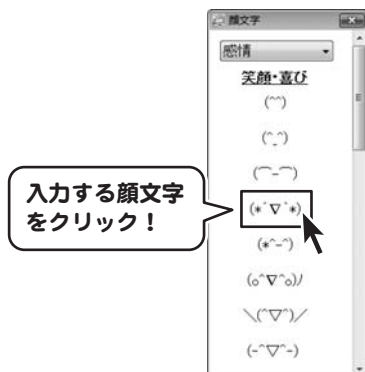 顔文字
感情
笑顔・喜び
(^^)
(^_^)
(⌒-⌒)
入力する顔文字
をクリック！
(*´∇`*)
(*^-^)
(o^∇^o)ﾉ
＼(^▽^)／
(-^▽^-)